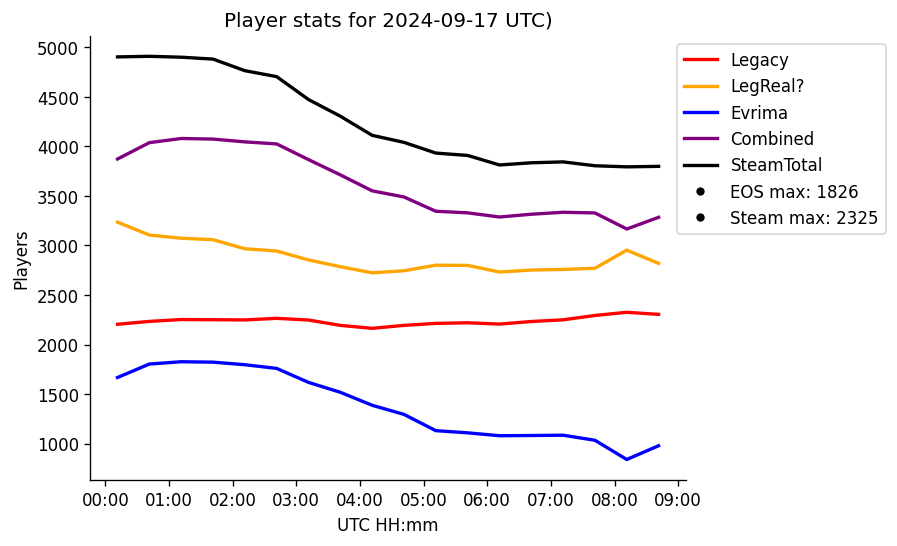 Player stats for 2024-09-17 UTC)
5000
4500
4000
3500
3000
2500
2000
1500
1000
Players
00:00 01:00 02:00 03:00 04:00 05:00 06:00 07:00 08:00 09:00
UTC HH:mm
Legacy
LegReal?
Evrima
Combined
SteamTotal
EOS max: 1826
Steam max: 2325